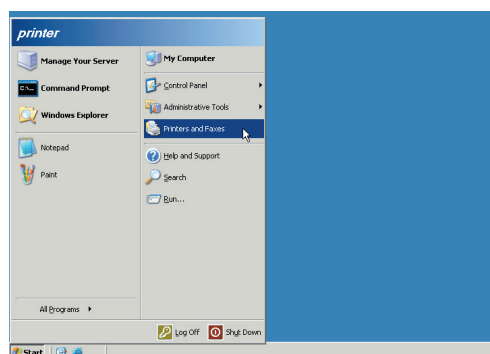 printer
Manage Your Server
Command Prompt
Windows Explorer
Notepad
Paint
All Programs
My Computer
Control Panel
Administrative Tools
Printers and Faxes
Help and Support
Search
Run...
Log Off
Shut Down
Start